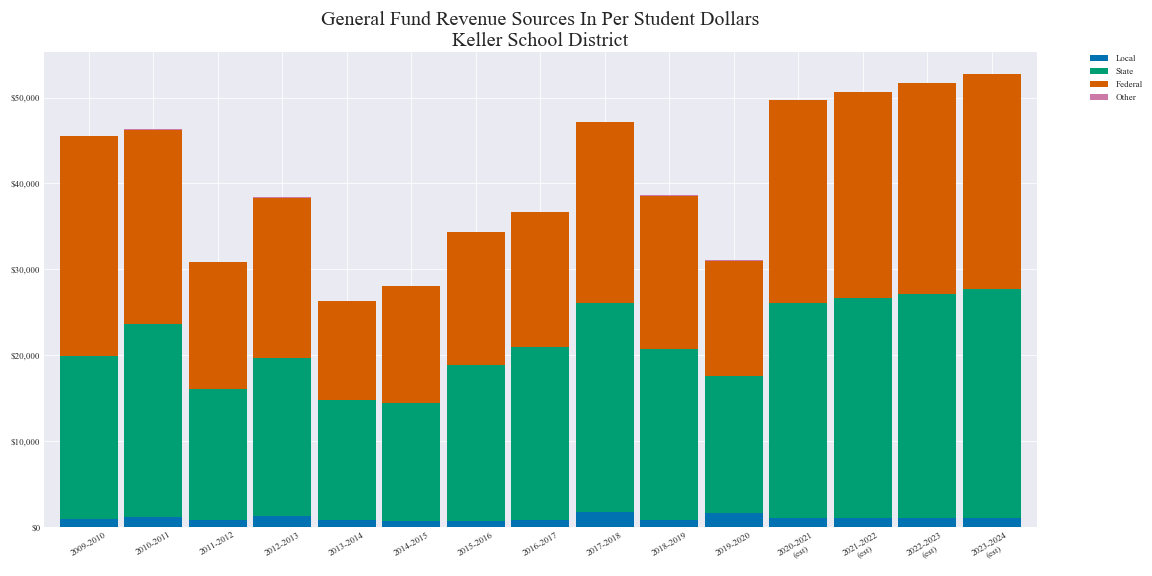 General Fund Revenue Sources In Per Student Dollars
Keller School District
Local
State
Federal
Other
$50,000
$40,000
$30,000
$20,000
$10,000
$0
2009-2010
2010-2011
2011-2012
2012-2013
2013-2014
2014-2015
2015-2016
2016-2017
2017-2018
2018-2019
2019-2020
2020-2021
(est)
2021-2022
(est)
2022-2023
(est)
2023-2024
(est)